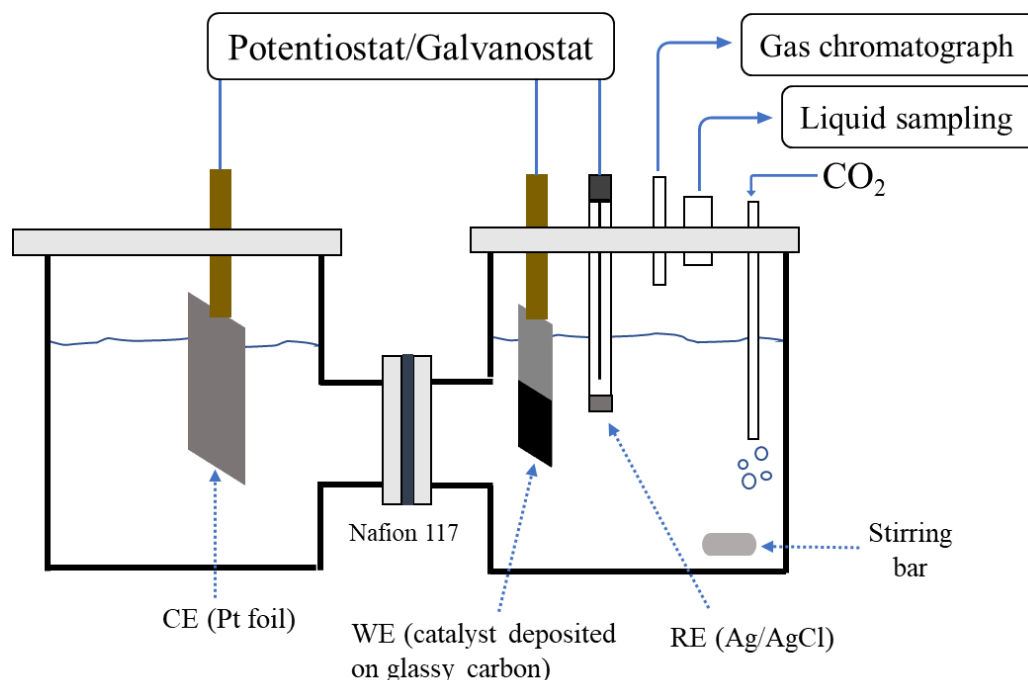 Potentiostat/Galvanostat
Gas chromatograph
Liquid sampling
CO₂
Nafion 117
Stirring
bar
CE (Pt foil)
WE (catalyst deposited
on glassy carbon)
RE (Ag/AgCl)